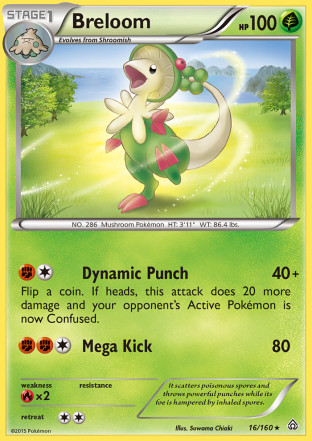 STAGE1
Breloom
HP100
Evolves from Shroomish
NO. 286 Mushroom Pokémon HT: 3'11" WT: 86.4 lbs.
Dynamic Punch 40+
Flip a coin. If heads, this attack does 20 more
damage and your opponent's Active Pokémon
is now Confused.
Mega Kick 80
weakness resistance
×2
retreat
It scatters poisonous spores and
throws powerful punches while its
foe is hampered by inhaled spores.
©2015 Pokémon
Illus. Sawama Chiaki
16/160